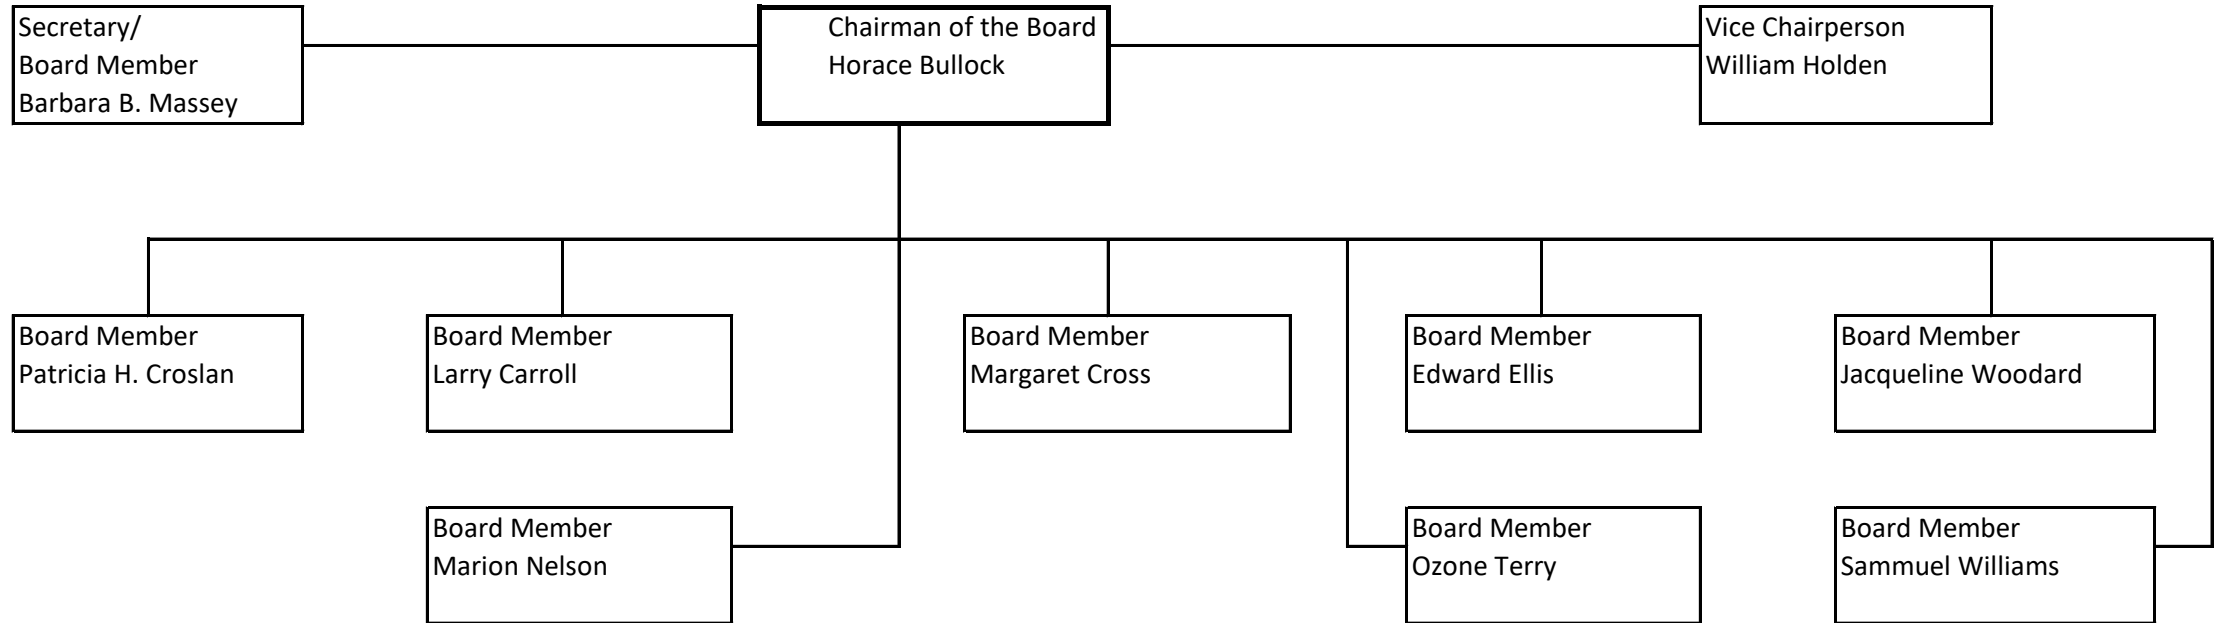 Secretary/
Board Member
Barbara B. Massey
Chairman of the Board
Horace Bullock
Vice Chairperson
William Holden
Board Member
Patricia H. Croslan
Board Member
Larry Carroll
Board Member
Margaret Cross
Board Member
Edward Ellis
Board Member
Jacqueline Woodard
Board Member
Marion Nelson
Board Member
Ozone Terry
Board Member
Sammuel Williams